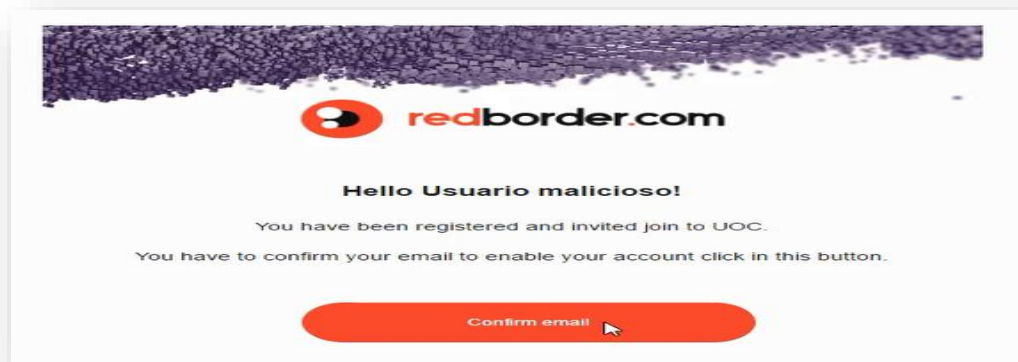 redborder.com
Hello Usuario malicioso!
You have been registered and invited join to UOC.
You have to confirm your email to enable your account click in this button.
Confirm email